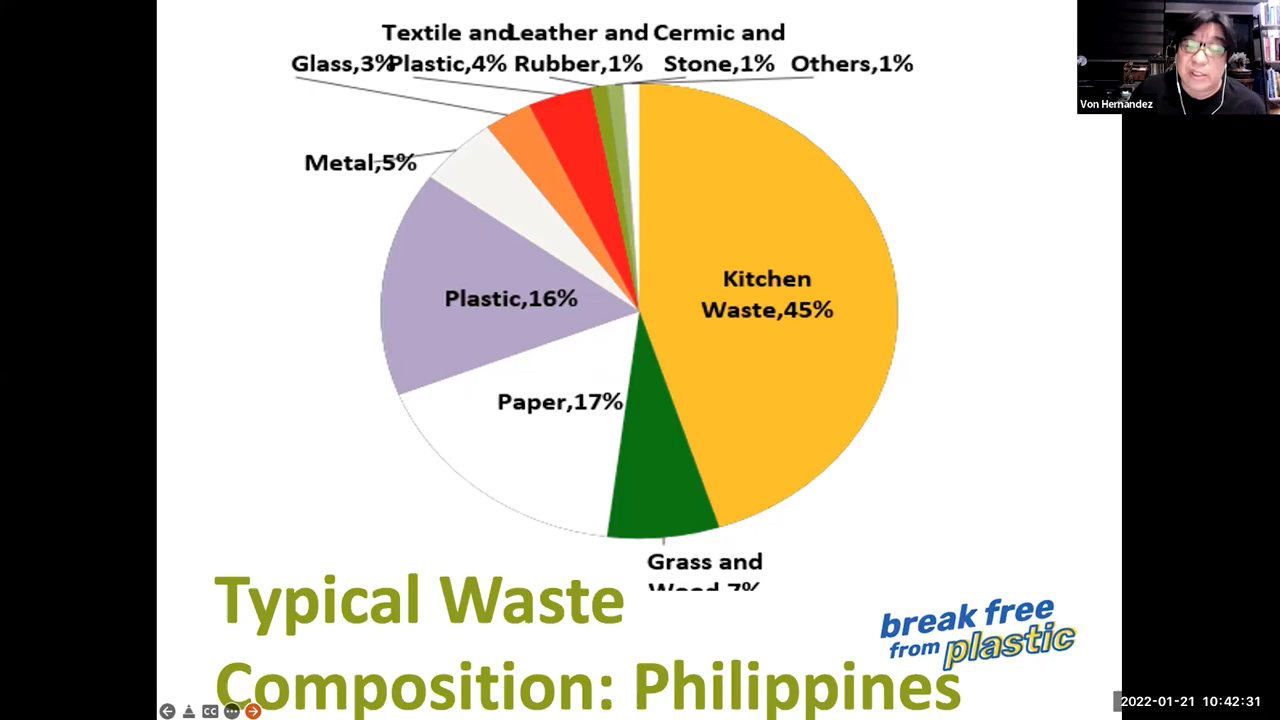 Textile and Leather and Cermic and
Glass,3% Plastic,4% Rubber,1% Stone,1% Others,1%
Von Hernandez
Metal,5%
Kitchen
Waste,45%
Plastic,16%
Paper,17%
Grass and
Wood,7%
Typical Waste
Composition: Philippines
break free
from plastic
CC
2022-01-21 10:42:31